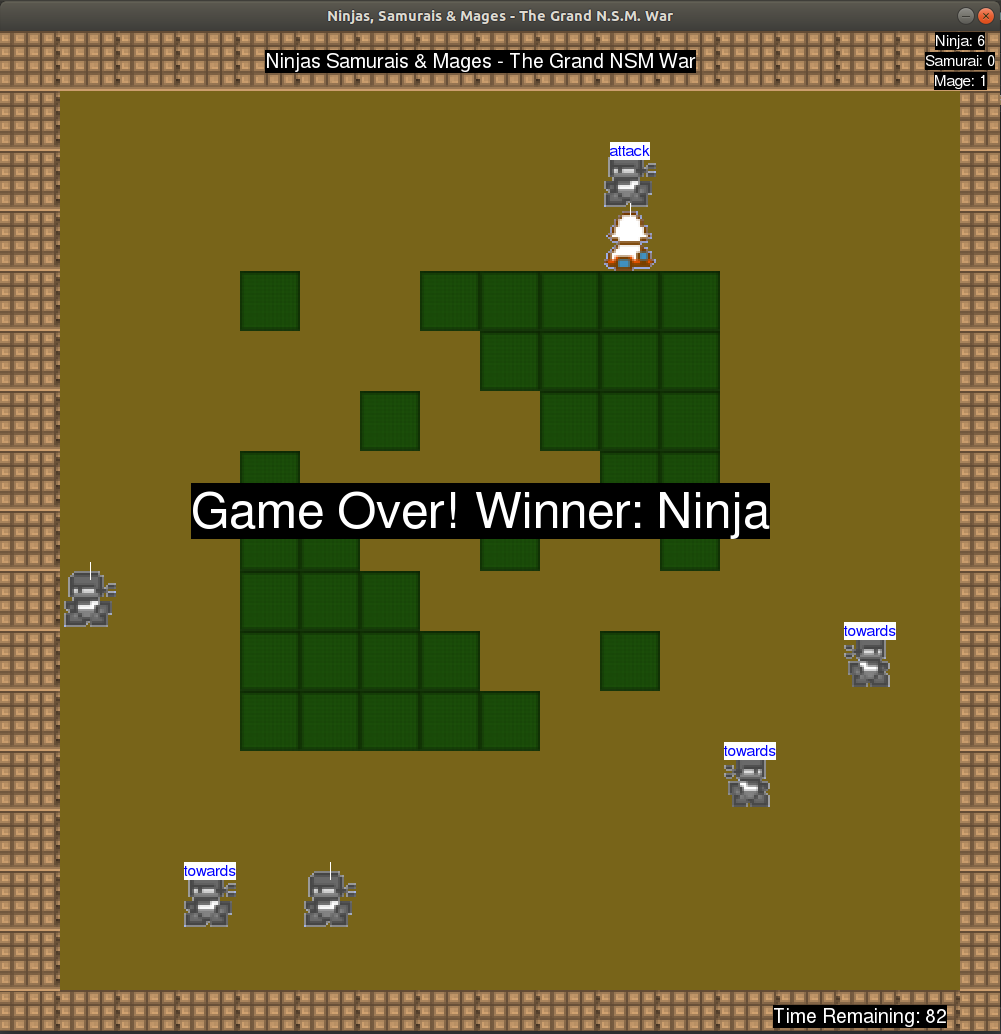 Ninjas, Samurais & Mages - The Grand N.S.M. War
Ninja: 6
Ninjas Samurais & Mages - The Grand NSM War
Samurai: 0
Mage: 1
attack
Game Over! Winner: Ninja
towards
towards
towards
Time Remaining: 82